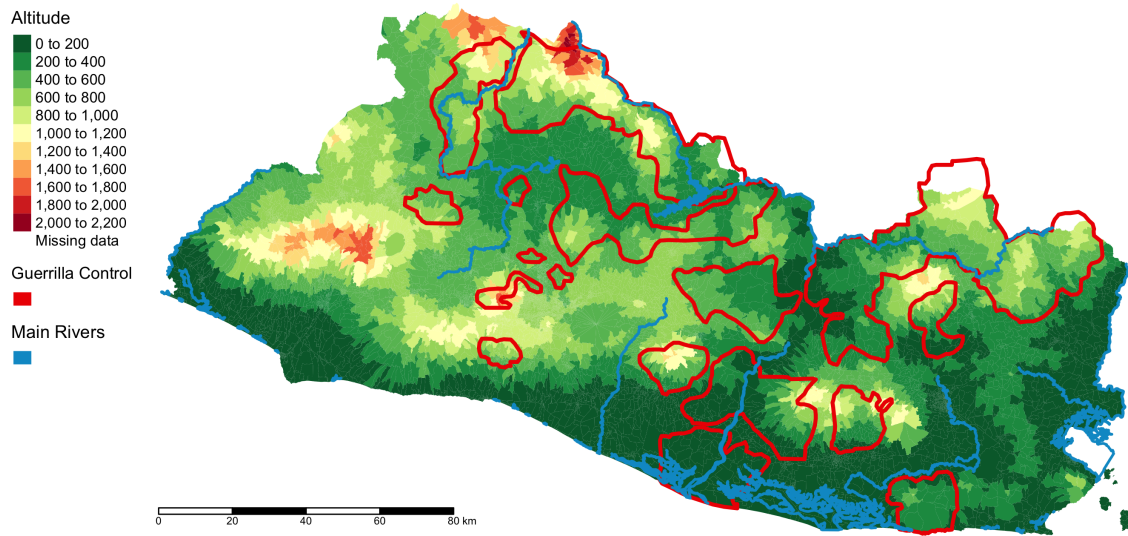 Altitude
0 to 200
200 to 400
400 to 600
600 to 800
800 to 1,000
1,000 to 1,200
1,200 to 1,400
1,400 to 1,600
1,600 to 1,800
1,800 to 2,000
2,000 to 2,200
Missing data
Guerrilla Control
Main Rivers
0 20 40 60 80 km